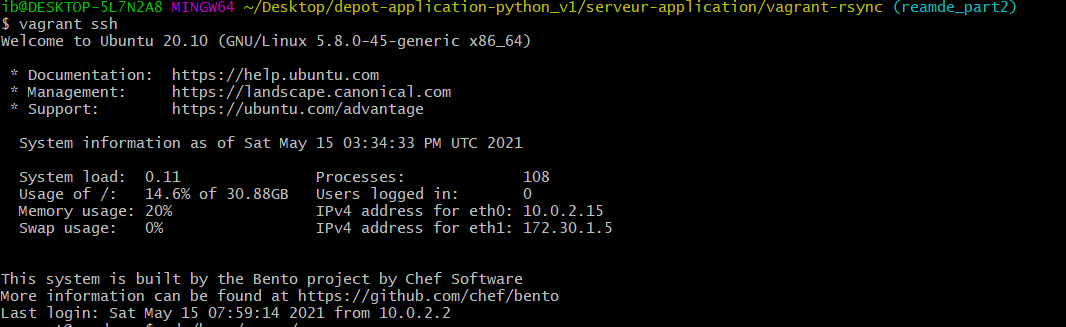 ib@DESKTOP-5L7N2A8 MINGW64 ~/Desktop/depot-application-python_v1/serveur-application/vagrant-rsync (reamde_part2)
$ vagrant ssh
Welcome to Ubuntu 20.10 (GNU/Linux 5.8.0-45-generic x86_64)
* Documentation:  https://help.ubuntu.com
* Management:     https://landscape.canonical.com
* Support:        https://ubuntu.com/advantage
System information as of Sat May 15 03:34:33 PM UTC 2021
System load:  0.11               Processes:             108
Usage of /:   14.6% of 30.88GB   Users logged in:       0
Memory usage: 20%                IPv4 address for eth0: 10.0.2.15
Swap usage:   0%                 IPv4 address for eth1: 172.30.1.5
This system is built by the Bento project by Chef Software
More information can be found at https://github.com/chef/bento
Last login: Sat May 15 07:59:14 2021 from 10.0.2.2